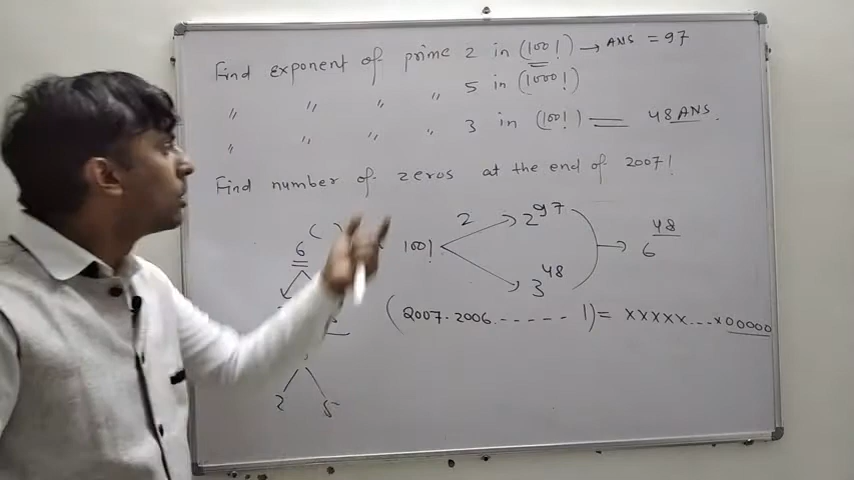 Find exponent of prime 2 in (100!) → ANS = 97
" " " " 5 in (1000!)
" " " " 3 in (100!) = 48 ANS.
Find number of zeros at the end of 2007!
6 ( ) 100! 2 2^97 3^48 → 6^48
(2007·2006.------ 1) = XXXXX...X00000
2 5